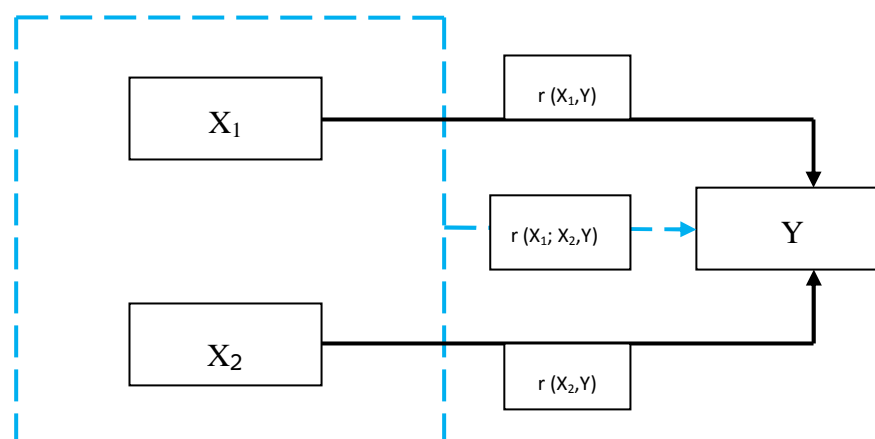 r (X₁,Y)
X₁
r (X₁; X₂,Y)
Y
X₂
r (X₂,Y)